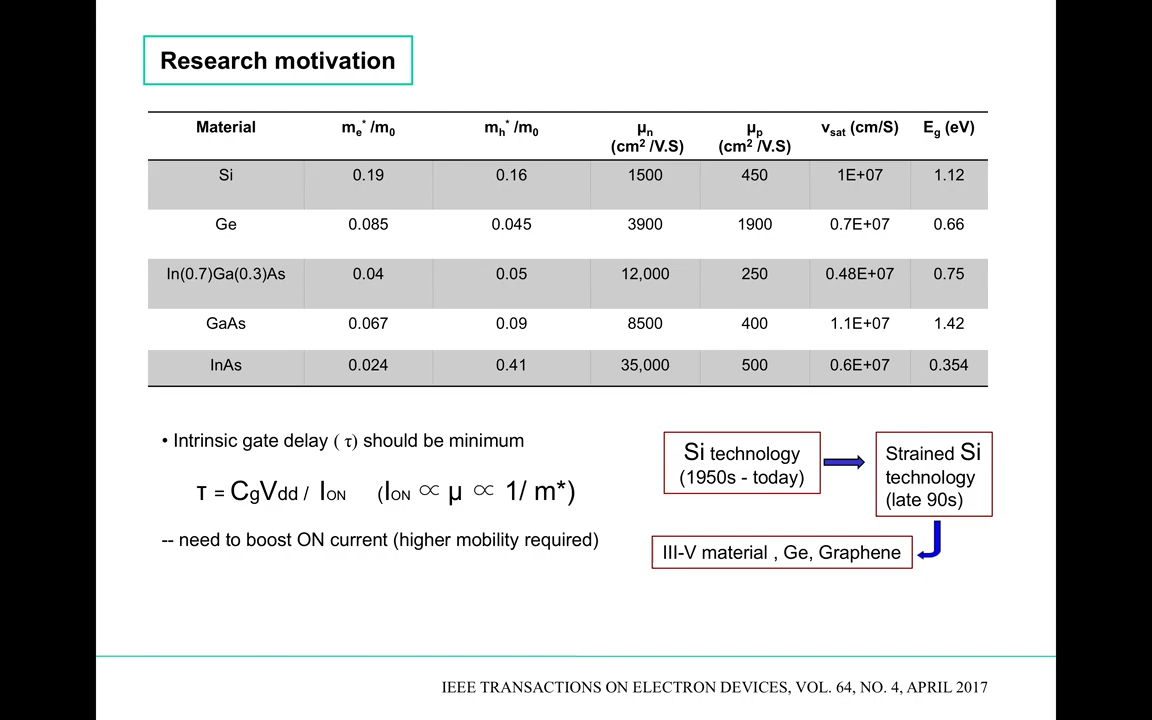 Research motivation
Material me* /m0 mh* /m0 μn (cm2 /V.S) μp (cm2 /V.S) vsat (cm/S) Eg (eV)
Si 0.19 0.16 1500 450 1E+07 1.12
Ge 0.085 0.045 3900 1900 0.7E+07 0.66
In(0.7)Ga(0.3)As 0.04 0.05 12,000 250 0.48E+07 0.75
GaAs 0.067 0.09 8500 400 1.1E+07 1.42
InAs 0.024 0.41 35,000 500 0.6E+07 0.354
• Intrinsic gate delay ( τ) should be minimum
τ = CgVdd / ION (ION ∝ μ ∝ 1/ m*)
-- need to boost ON current (higher mobility required)
Si technology
(1950s - today)
Strained Si
technology
(late 90s)
III-V material , Ge, Graphene
IEEE TRANSACTIONS ON ELECTRON DEVICES, VOL. 64, NO. 4, APRIL 2017